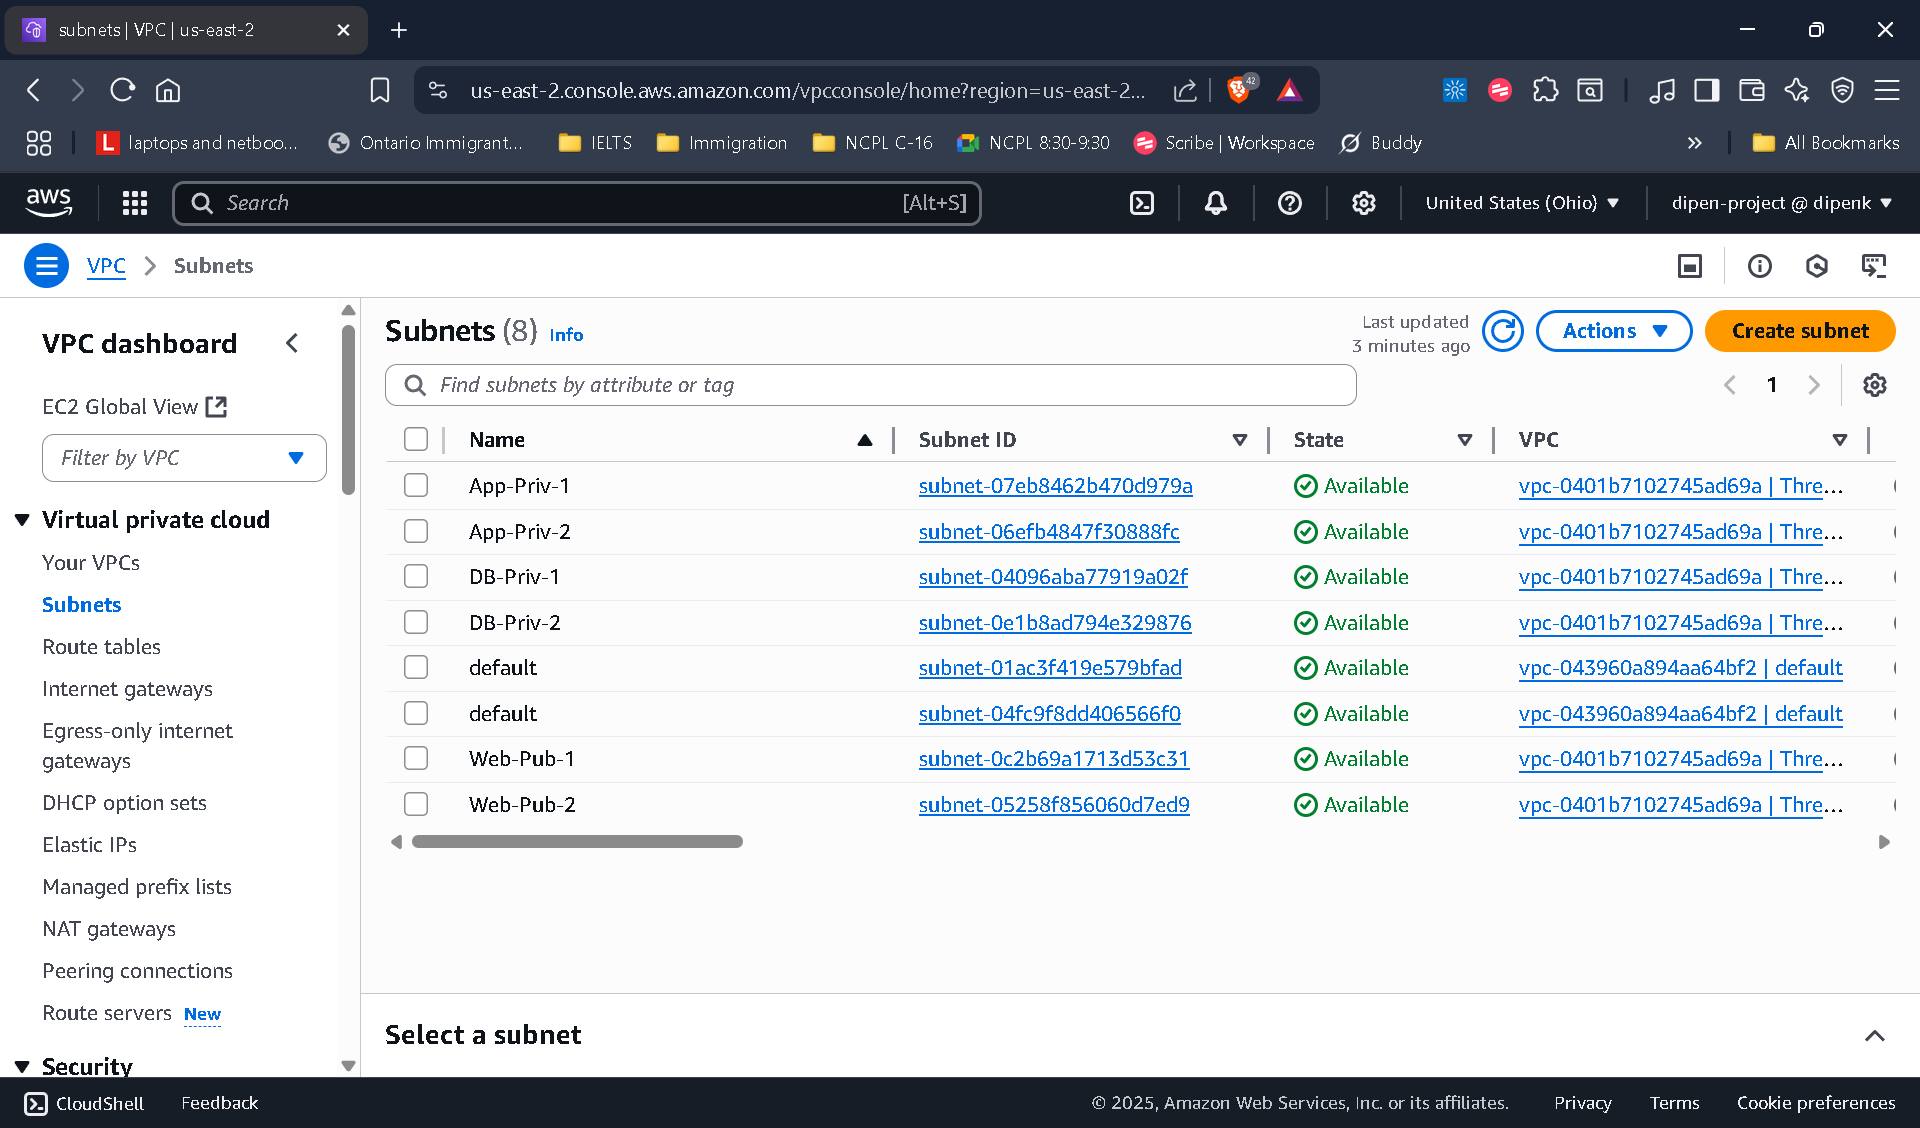 subnets | VPC | us-east-2
us-east-2.console.aws.amazon.com/vpcconsole/home?region=us-east-2...
42
laptops and netboo...
Ontario Immigrant...
IELTS
Immigration
NCPL C-16
NCPL 8:30-9:30
Scribe | Workspace
Buddy
All Bookmarks
aws
Search
[Alt+S]
United States (Ohio)
dipen-project @ dipenk
VPC
Subnets
VPC dashboard
EC2 Global View
Filter by VPC
Virtual private cloud
Your VPCs
Subnets
Route tables
Internet gateways
Egress-only internet
gateways
DHCP option sets
Elastic IPs
Managed prefix lists
NAT gateways
Peering connections
Route servers New
Security
Subnets (8) Info
Last updated
3 minutes ago
Actions
Create subnet
Find subnets by attribute or tag
1
Name Subnet ID State VPC
App-Priv-1 subnet-07eb8462b470d979a Available vpc-0401b7102745ad69a | Thre...
App-Priv-2 subnet-06efb4847f30888fc Available vpc-0401b7102745ad69a | Thre...
DB-Priv-1 subnet-04096aba77919a02f Available vpc-0401b7102745ad69a | Thre...
DB-Priv-2 subnet-0e1b8ad794e329876 Available vpc-0401b7102745ad69a | Thre...
default subnet-01ac3f419e579bfad Available vpc-043960a894aa64bf2 | default
default subnet-04fc9f8dd406566f0 Available vpc-043960a894aa64bf2 | default
Web-Pub-1 subnet-0c2b69a1713d53c31 Available vpc-0401b7102745ad69a | Thre...
Web-Pub-2 subnet-05258f856060d7ed9 Available vpc-0401b7102745ad69a | Thre...
Select a subnet
CloudShell
Feedback
© 2025, Amazon Web Services, Inc. or its affiliates.
Privacy
Terms
Cookie preferences